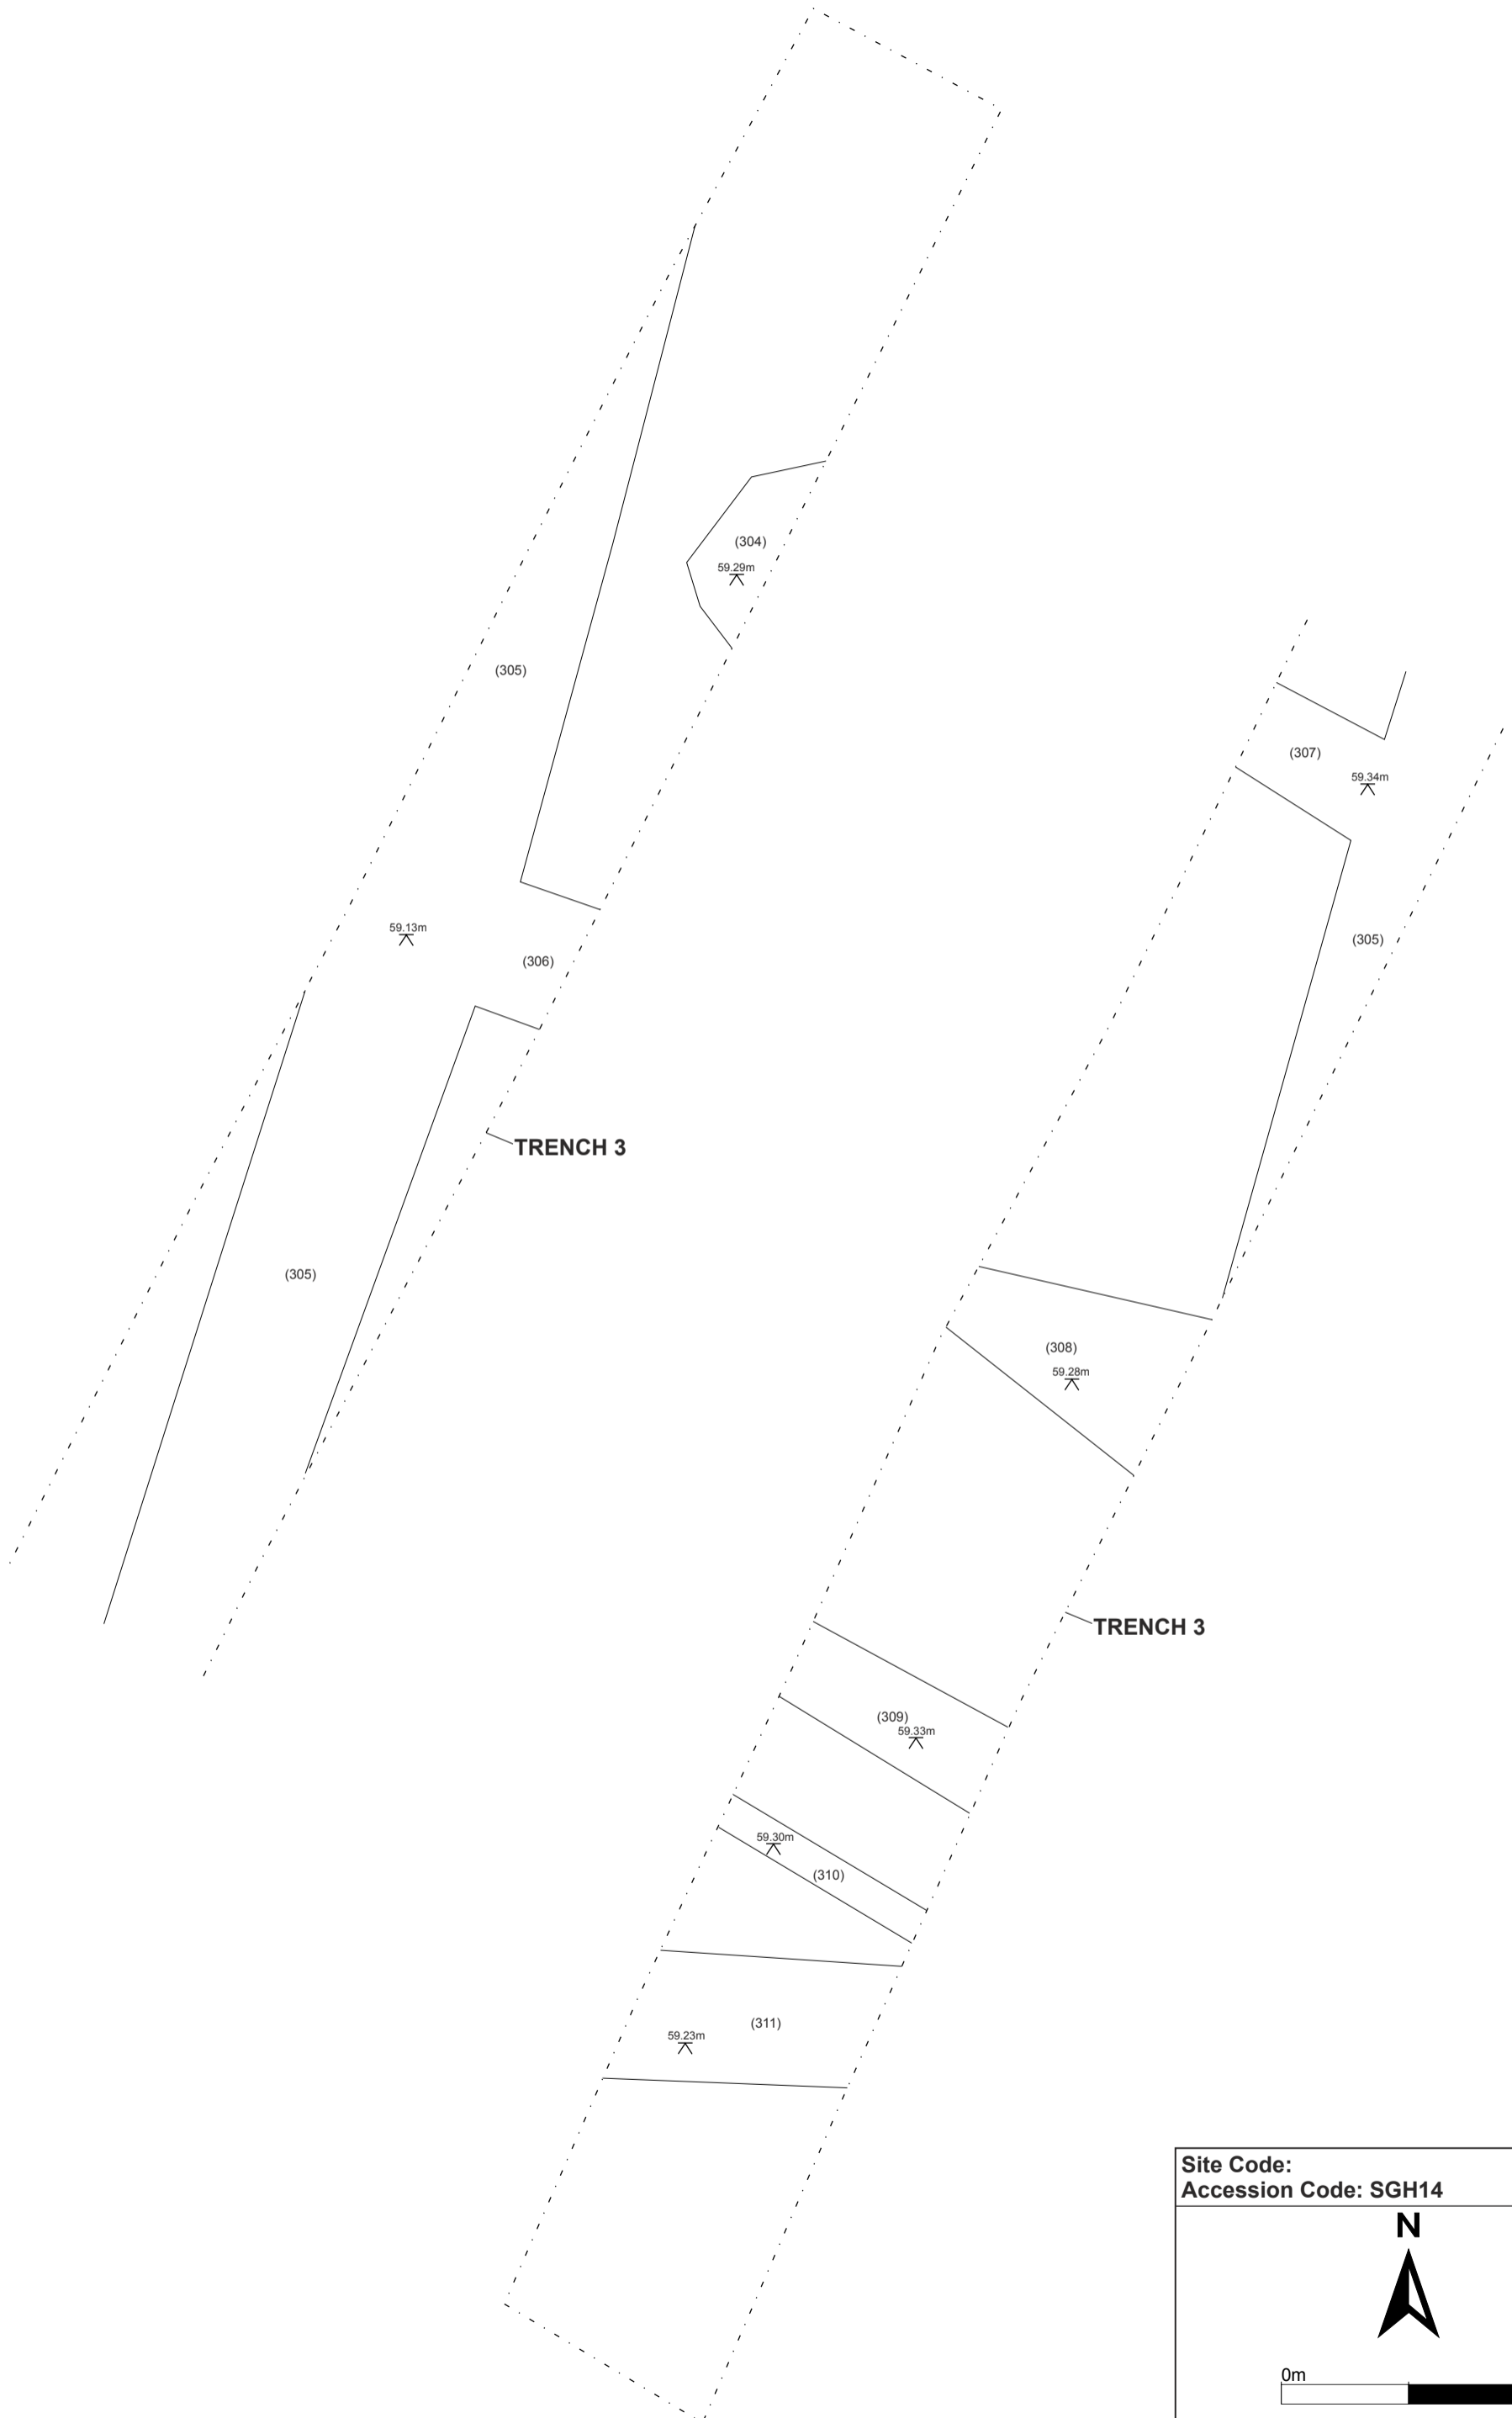 (304)
59.29m
(305)
59.13m
(306)
TRENCH 3
(305)
(307)
59.34m
(305)
(308)
59.28m
TRENCH 3
(309)
59.33m
59.30m
(310)
(311)
59.23m
Site Code:
Accession Code: SGH14
N
0m